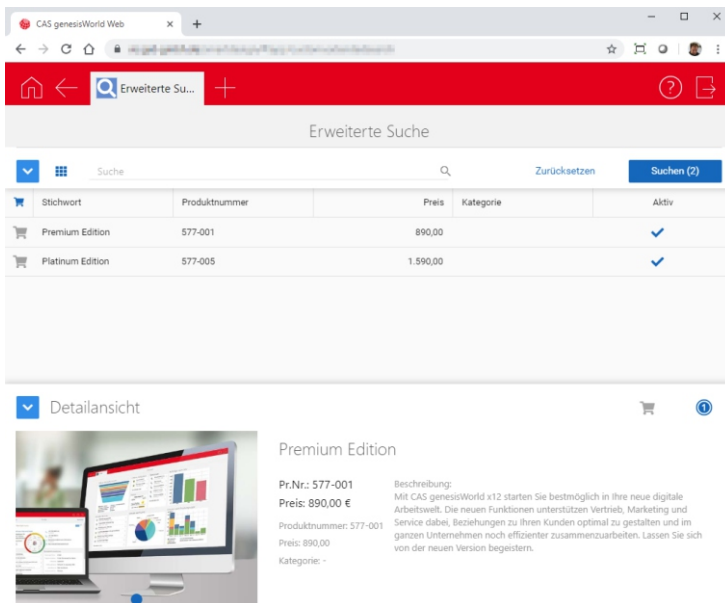 CAS genesisWorld Web
Erweiterte Su...
Erweiterte Suche
Suche
Zurücksetzen
Suchen (2)
Stichwort Produktnummer Preis Kategorie Aktiv
Premium Edition 577-001 890,00
Platinum Edition 577-005 1.590,00
Detailansicht
1
Premium Edition
Pr.Nr.: 577-001
Preis: 890,00 €
Produktnummer: 577-001
Preis: 890,00
Kategorie: -
Beschreibung:
Mit CAS genesisWorld x12 starten Sie bestmöglich in Ihre neue digitale
Arbeitswelt. Die neuen Funktionen unterstützen Vertrieb, Marketing und
Service dabei, Beziehungen zu Ihren Kunden optimal zu gestalten und im
ganzen Unternehmen noch effizienter zusammenzuarbeiten. Lassen Sie sich
von der neuen Version begeistern.